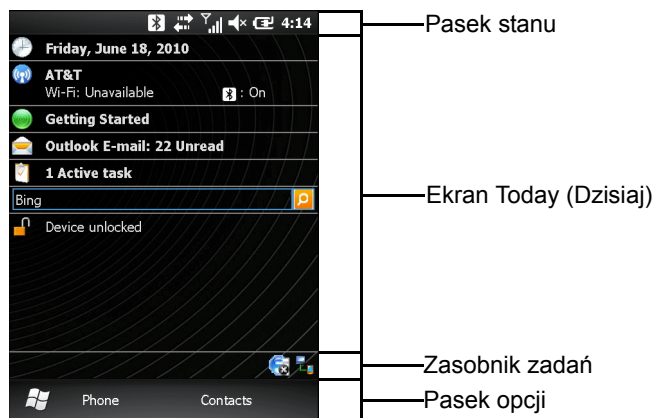 4:14
Pasek stanu
Friday, June 18, 2010
AT&T
Wi-Fi: Unavailable : On
Getting Started
Outlook E-mail: 22 Unread
1 Active task
Bing
Ekran Today (Dzisiaj)
Device unlocked
Zasobnik zadań
Phone Contacts
Pasek opcji